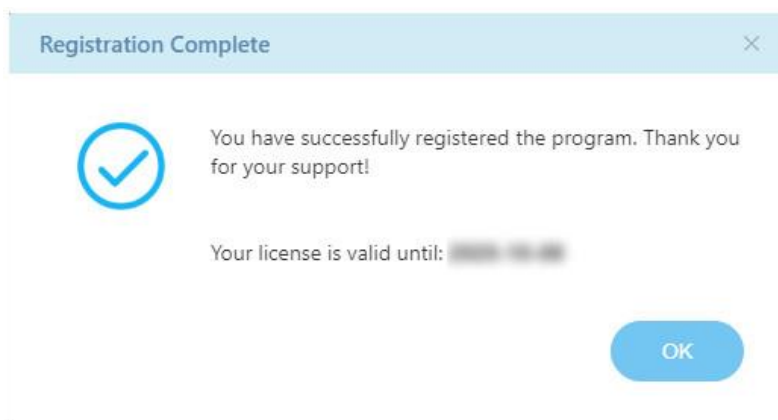 Registration Complete
You have successfully registered the program. Thank you
for your support!
Your license is valid until:
OK